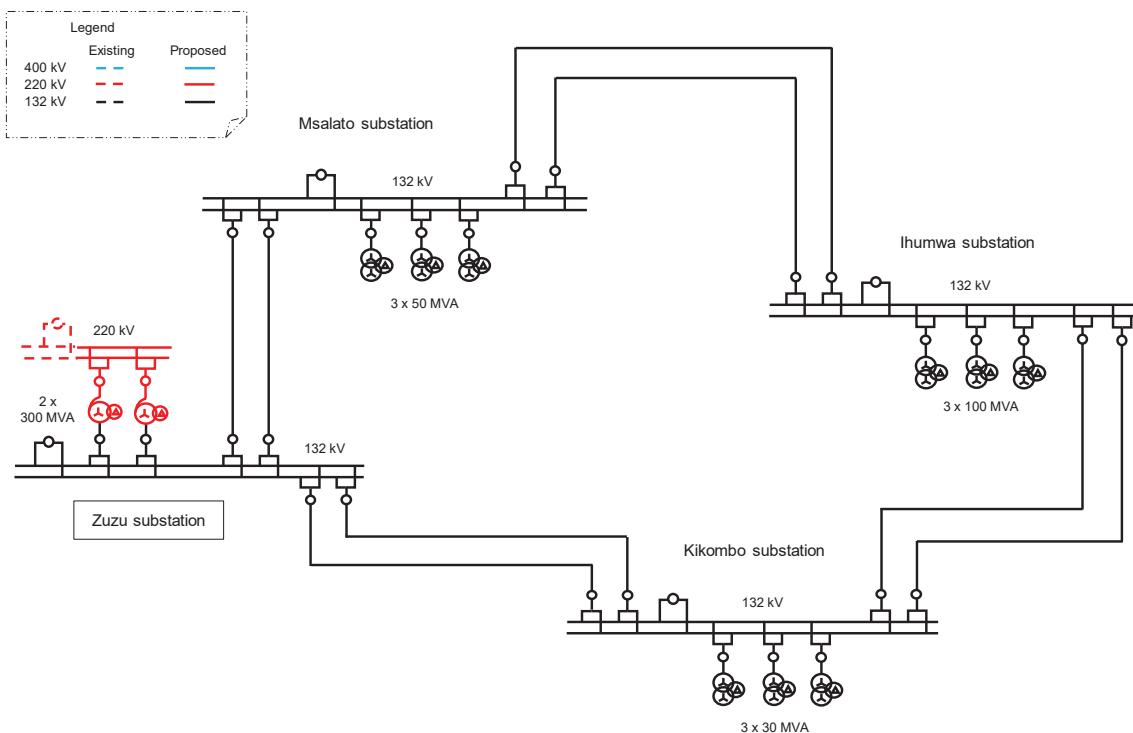 Legend
Existing Proposed
400 kV
220 kV
132 kV
Msalato substation
132 kV
3 x 50 MVA
Ihumwa substation
132 kV
3 x 100 MVA
220 kV
2 x
300 MVA
132 kV
Zuzu substation
Kikombo substation
132 kV
3 x 30 MVA